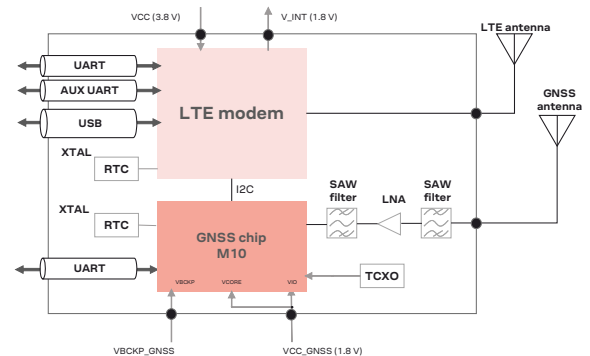 VCC (3.8 V)
V_INT (1.8 V)
LTE antenna
UART
AUX UART
USB
LTE modem
GNSS
antenna
XTAL
RTC
I2C
SAW
filter
LNA
SAW
filter
XTAL
RTC
GNSS chip
M10
UART
TCXO
VBCKP
VCORE
VIO
VBCKP_GNSS
VCC_GNSS (1.8 V)